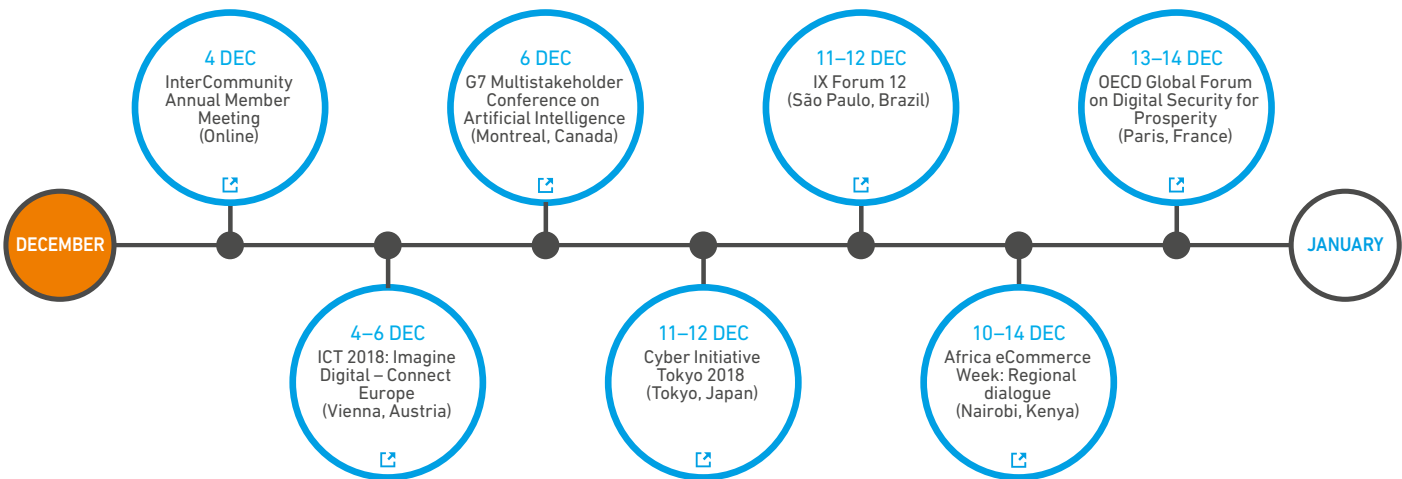 DECEMBER
4 DEC
InterCommunity
Annual Member
Meeting
(Online)
4–6 DEC
ICT 2018: Imagine
Digital – Connect
Europe
(Vienna, Austria)
6 DEC
G7 Multistakeholder
Conference on
Artificial Intelligence
(Montreal, Canada)
11–12 DEC
Cyber Initiative
Tokyo 2018
(Tokyo, Japan)
11–12 DEC
IX Forum 12
(São Paulo, Brazil)
10–14 DEC
Africa eCommerce
Week: Regional
dialogue
(Nairobi, Kenya)
13–14 DEC
OECD Global Forum
on Digital Security for
Prosperity
(Paris, France)
JANUARY